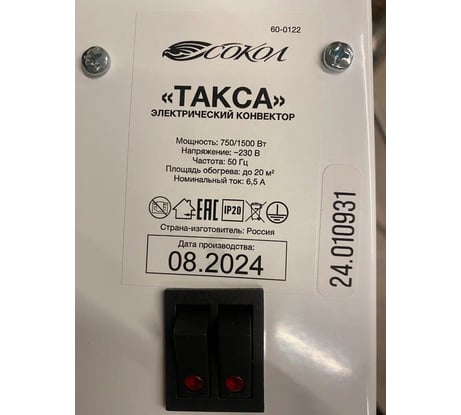 60-0122
СОКОЛ
«ТАКСА»
ЭЛЕКТРИЧЕСКИЙ КОНВЕКТОР
Мощность: 750/1500 Вт
Напряжение: ~230 В
Частота: 50 Гц
Площадь обогрева: до 20 м²
Номинальный ток: 6,5 А
EAC IP20
Страна-изготовитель: Россия
Дата производства:
08.2024
24.010931